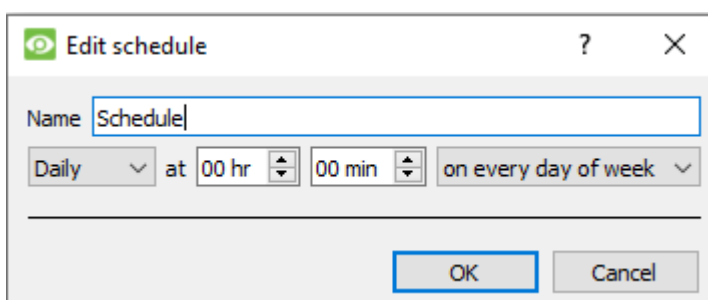 Edit schedule ?
Name Schedule
Daily at 00 hr 00 min on every day of week
OK Cancel